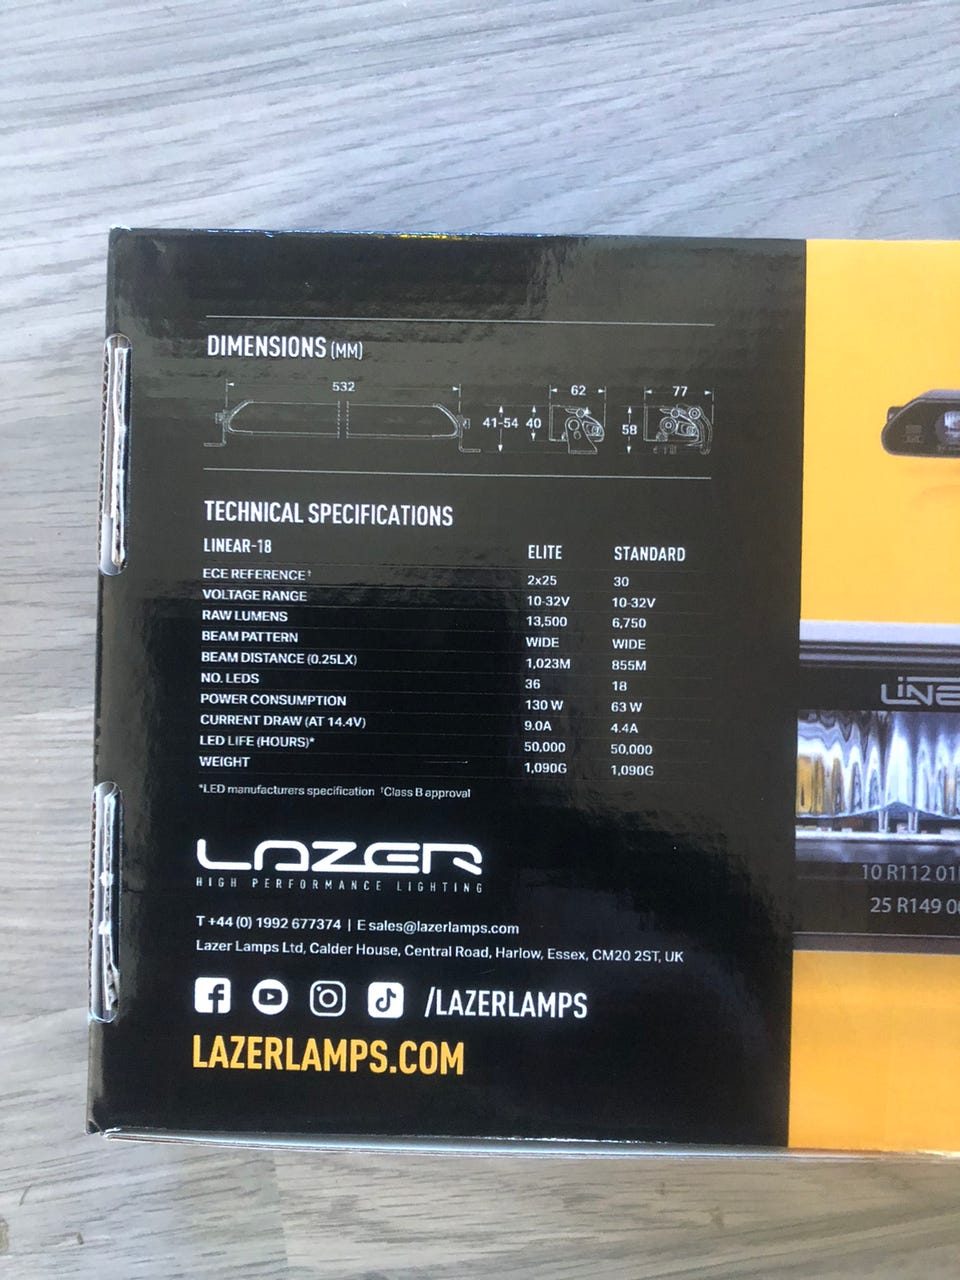 DIMENSIONS (MM)
532
62
77
41-54
40
58
TECHNICAL SPECIFICATIONS
LINEAR-18 ELITE STANDARD
ECE REFERENCE† 2x25 30
VOLTAGE RANGE 10-32V 10-32V
RAW LUMENS 13,500 6,750
BEAM PATTERN WIDE WIDE
BEAM DISTANCE (0.25LX) 1,023M 855M
NO. LEDS 36 18
POWER CONSUMPTION 130 W 63 W
CURRENT DRAW (AT 14.4V) 9.0A 4.4A
LED LIFE (HOURS)* 50,000 50,000
WEIGHT 1,090G 1,090G
*LED manufacturers specification †Class B approval
LAZER
HIGH PERFORMANCE LIGHTING
T +44 (0) 1992 677374 | E sales@lazerlamps.com
Lazer Lamps Ltd, Calder House, Central Road, Harlow, Essex, CM20 2ST, UK
/LAZERLAMPS
LAZERLAMPS.COM
LINE
10 R112 01
25 R149 0